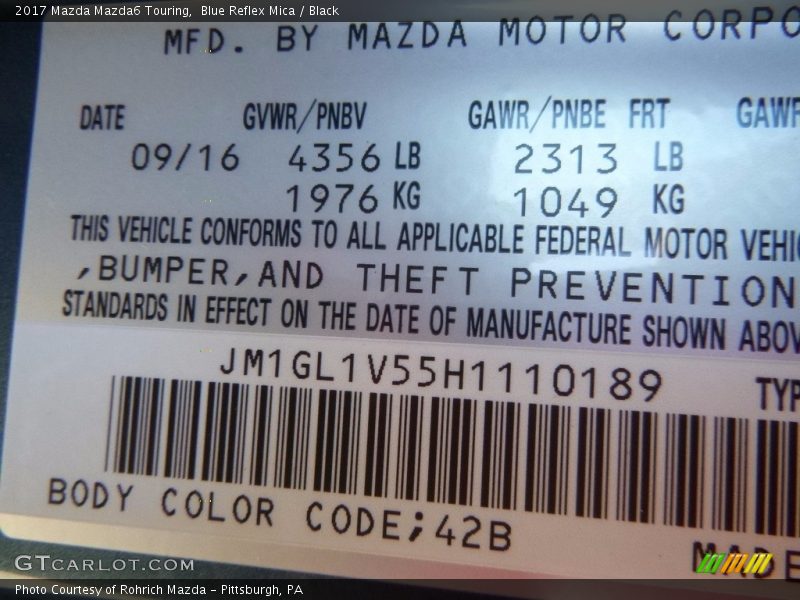 2017 Mazda Mazda6 Touring, Blue Reflex Mica / Black
MFD. BY MAZDA MOTOR CORPO
DATE GVWR/PNBV GAWR/PNBE FRT GAWR
09/16 4356 LB 2313 LB
1976 KG 1049 KG
THIS VEHICLE CONFORMS TO ALL APPLICABLE FEDERAL MOTOR VEHI
,BUMPER,AND THEFT PREVENTION
STANDARDS IN EFFECT ON THE DATE OF MANUFACTURE SHOWN ABOV
JM1GL1V55H1110189 TYP
BODY COLOR CODE;42B
MADE
GTCARLOT.COM
Photo Courtesy of Rohrich Mazda - Pittsburgh, PA